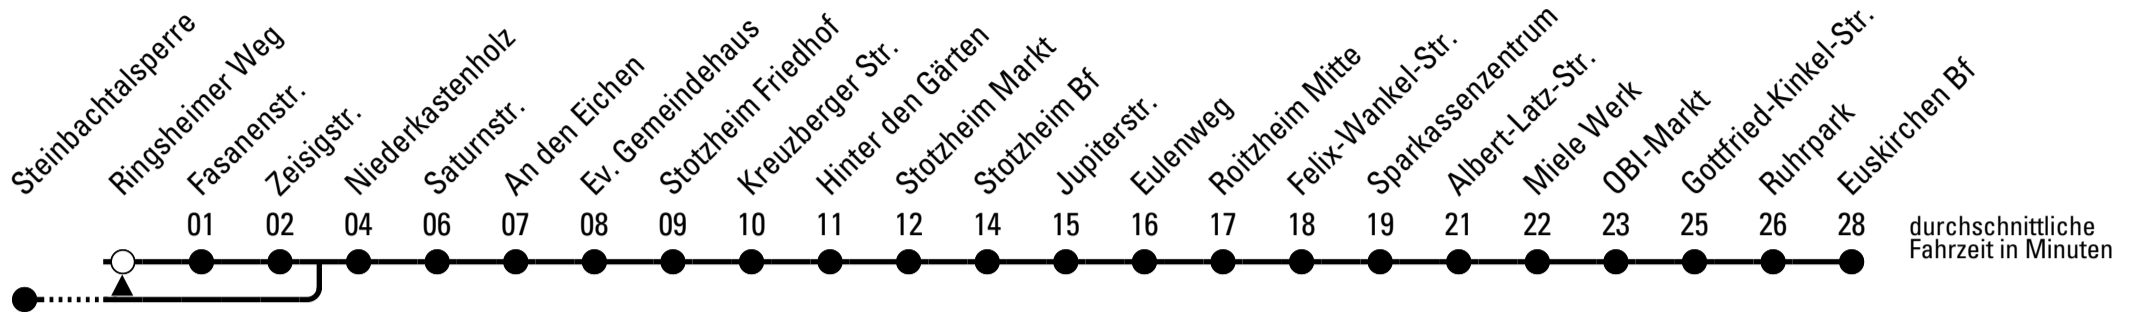 Steinbachtalsperre
Ringsheimer Weg
Fasanenstr.
Zeisigstr.
Niederkastenholz
Saturnstr.
An den Eichen
Ev. Gemeindehaus
Stotzheim Friedhof
Kreuzberger Str.
Hinter den Gärten
Stotzheim Markt
Stotzheim Bf
Jupiterstr.
Eulenweg
Roitzheim Mitte
Felix-Wankel-Str.
Sparkassenzentrum
Albert-Latz-Str.
Miele Werk
OBI-Markt
Gottfried-Kinkel-Str.
Ruhrpark
Euskirchen Bf
01 02 04 06 07 08 09 10 11 12 14 15 16 17 18 19 21 22 23 25 26 28
durchschnittliche
Fahrzeit in Minuten